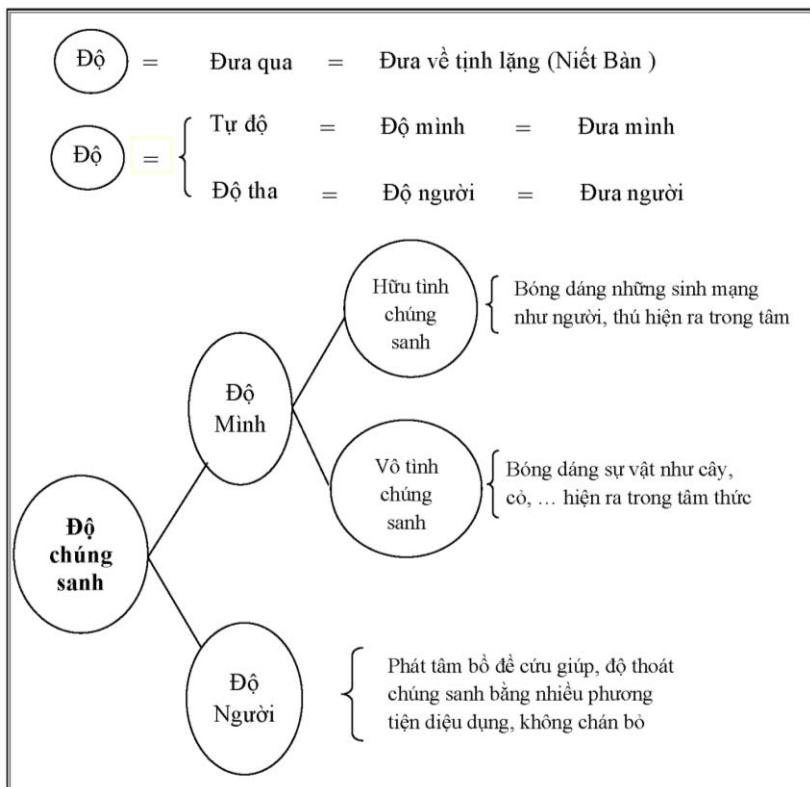 Độ = Đưa qua = Đưa về tịnh lặng (Niết Bàn )
Độ =
Tự độ = Độ mình = Đưa mình
Độ tha = Độ người = Đưa người
Độ
chúng
sanh
Độ
Mình
Hữu tình
chúng
sanh
Bóng dáng những sinh mạng
như người, thú hiện ra trong tâm
Vô tình
chúng
sanh
Bóng dáng sự vật như cây,
cỏ, … hiện ra trong tâm thức
Độ
Người
Phát tâm bồ đề cứu giúp, độ thoát
chúng sanh bằng nhiều phương
tiện diệu dụng, không chán bỏ